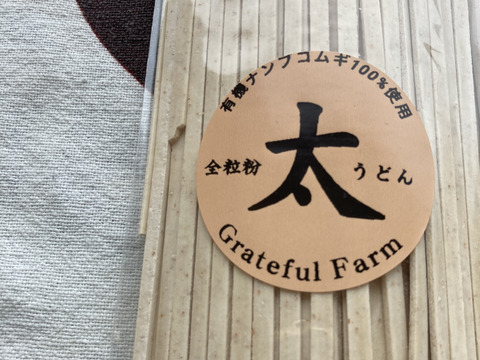 有機ナンブコムギ100%使用
全粒粉
太
うどん
Grateful Farm